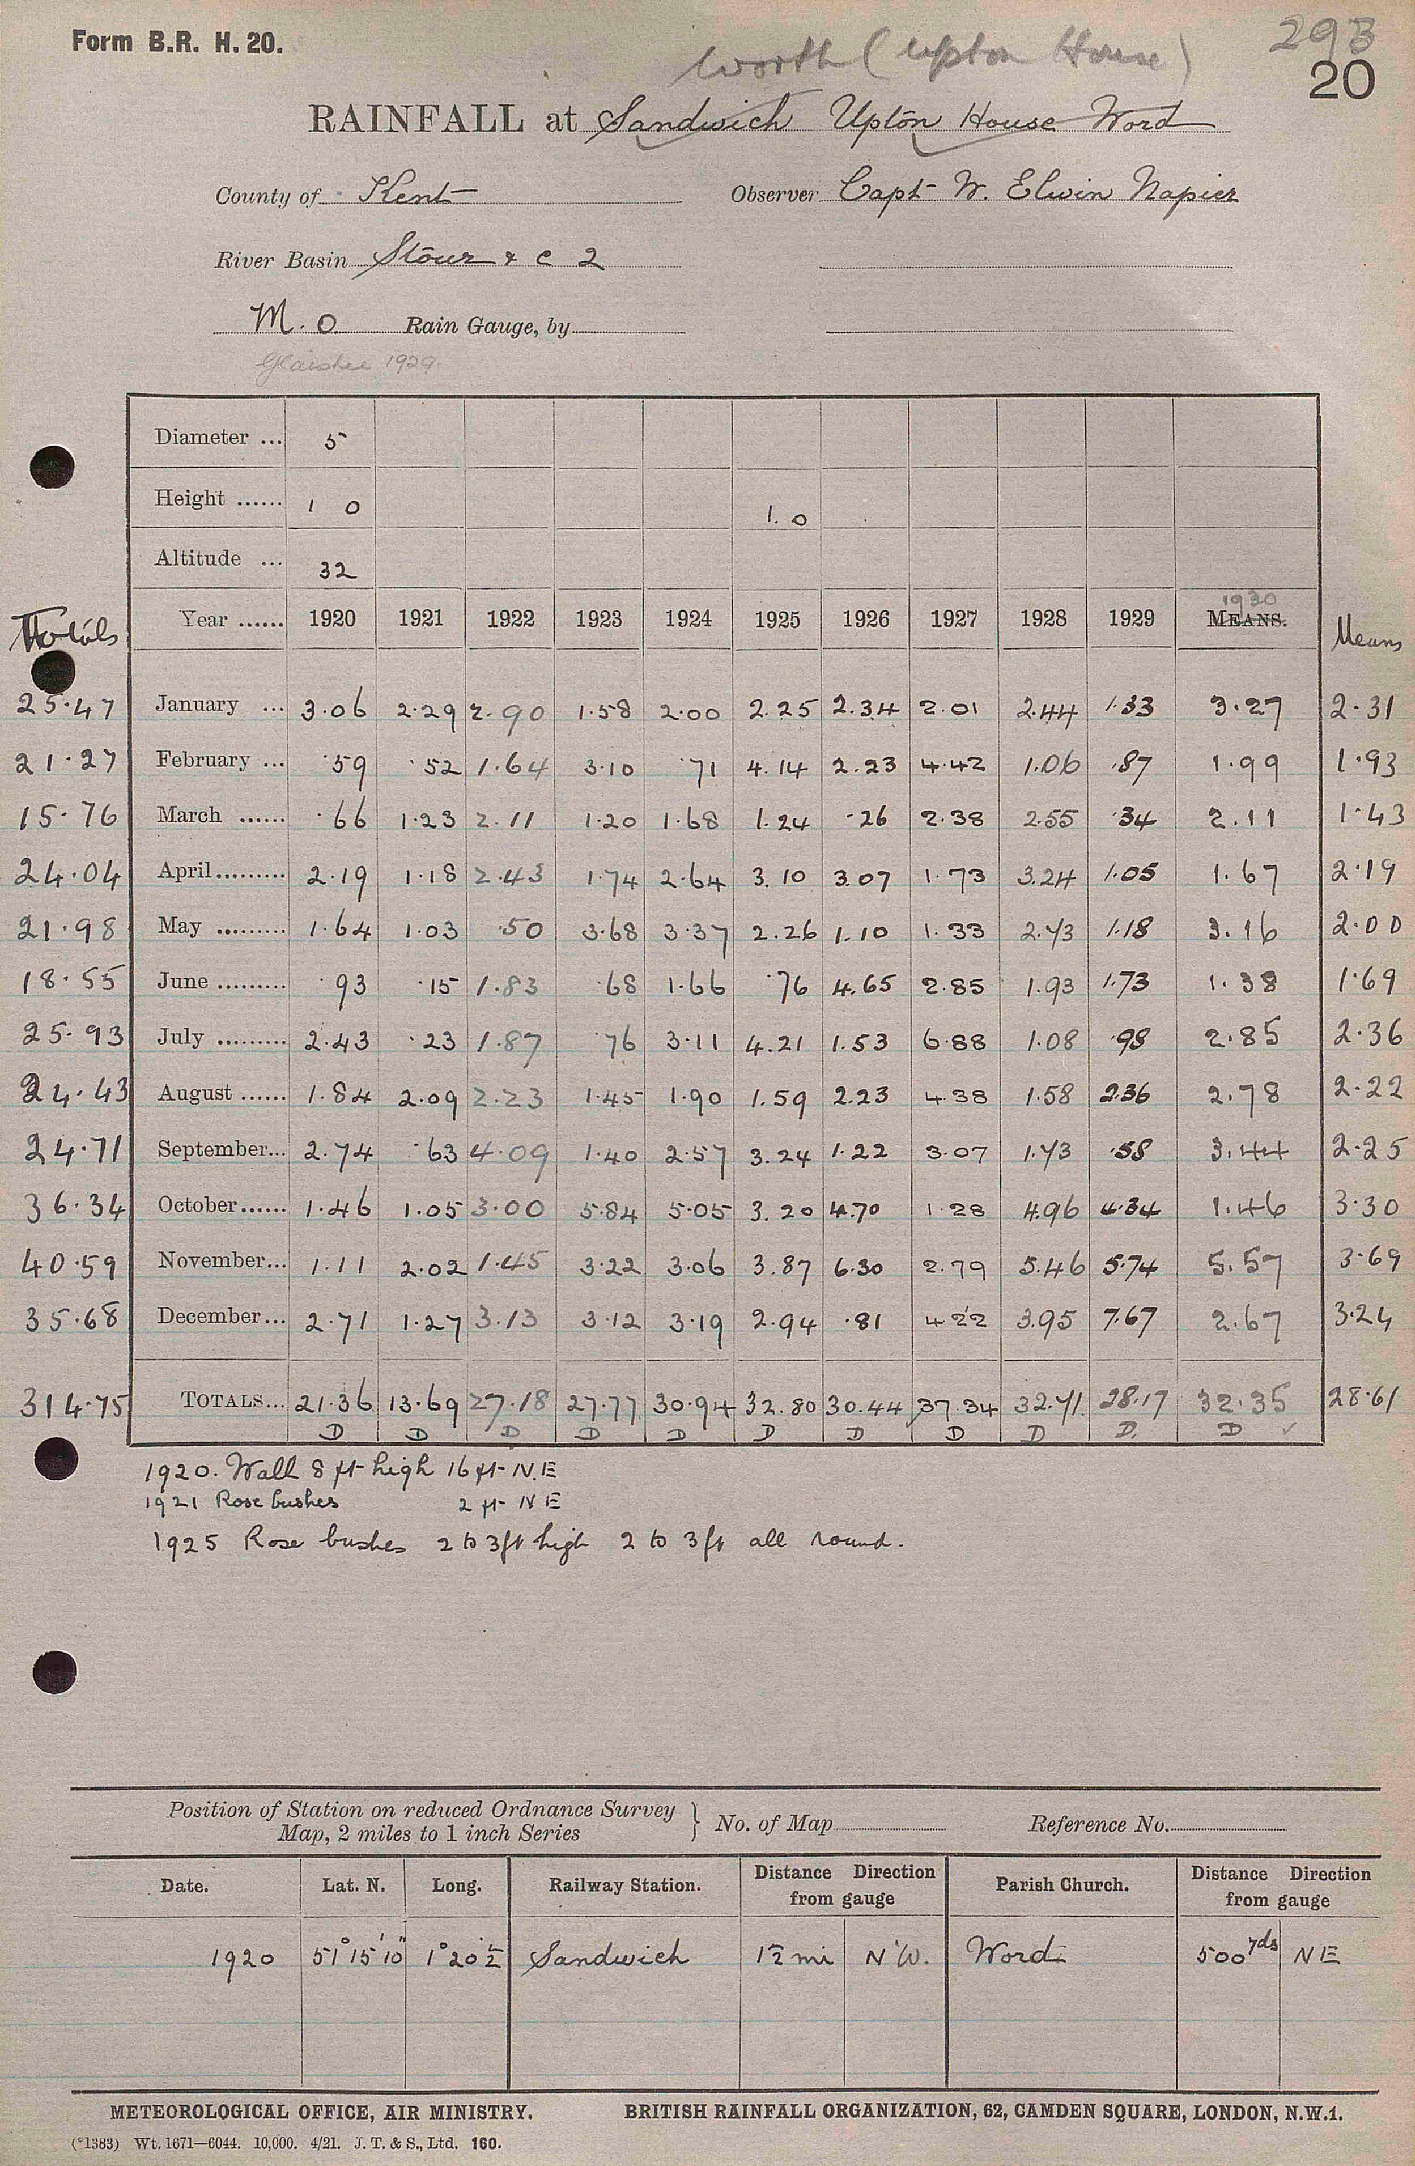 Form B.R. H. 20.
293
Worth (Upton House)
20
RAINFALL at Sandwich Upton House Word
County of Kent Observer Capt W. Elwin Napier
River Basin Stour & c 2
M. O Rain Gauge, by
Glaisher 1929.
Diameter ... 5
Height ...... 1 0 1. 0
Altitude ... 32
1930
Totals Year ...... 1920 1921 1922 1923 1924 1925 1926 1927 1928 1929 MEANS. Means
25.47 January ... 3.06 2.29 2.90 1.58 2.00 2.25 2.34 2.01 2.44 1.33 3.27 2.31
21.27 February ... .59 .52 1.64 3.10 .71 4.14 2.23 4.42 1.06 .87 1.99 1.93
15.76 March ...... .66 1.23 2.11 1.20 1.68 1.24 .26 2.38 2.55 .34 2.11 1.43
24.04 April......... 2.19 1.18 2.43 1.74 2.64 3.10 3.07 1.73 3.24 1.05 1.67 2.19
21.98 May ......... 1.64 1.03 .50 3.68 3.37 2.26 1.10 1.33 2.73 1.18 3.16 2.00
18.55 June ......... .93 .15 1.83 .68 1.66 .76 4.65 2.85 1.93 1.73 1.38 1.69
25.93 July ......... 2.43 .23 1.87 .76 3.11 4.21 1.53 6.88 1.08 .98 2.85 2.36
24.43 August ...... 1.84 2.09 2.23 1.45 1.90 1.59 2.23 4.38 1.58 2.36 2.78 2.22
24.71 September... 2.74 .63 4.09 1.40 2.57 3.24 1.22 3.07 1.73 .58 3.44 2.25
36.34 October...... 1.46 1.05 3.00 5.84 5.05 3.20 4.70 1.28 4.96 4.34 1.46 3.30
40.59 November... 1.11 2.02 1.45 3.22 3.06 3.87 6.30 2.79 5.46 5.74 5.57 3.69
35.68 December... 2.71 1.27 3.13 3.12 3.19 2.94 .81 4.22 3.95 7.67 2.67 3.24
314.75 TOTALS... 21.36 13.69 27.18 27.77 30.94 32.80 30.44 37.34 32.71 28.17 32.35 28.61
D D D D D D D D D D. D ✓
1920. Wall 8 ft high 16 ft N.E
1921 Rose bushes 2 ft N E
1925 Rose bushes 2 to 3 ft high 2 to 3 ft all round.
Position of Station on reduced Ordnance Survey
Map, 2 miles to 1 inch Series } No. of Map Reference No.
Date. Lat. N. Long. Railway Station. Distance Direction from gauge Parish Church. Distance Direction from gauge
1920 51° 15' 10" 1° 20' ½ Sandwich 1½ mi N W. Word 500 yds N E
METEOROLOGICAL OFFICE, AIR MINISTRY. BRITISH RAINFALL ORGANIZATION, 62, CAMDEN SQUARE, LONDON, N.W.1.
(*1383) Wt. 1671—6044. 10,000. 4/21. J. T. & S., Ltd. 160.